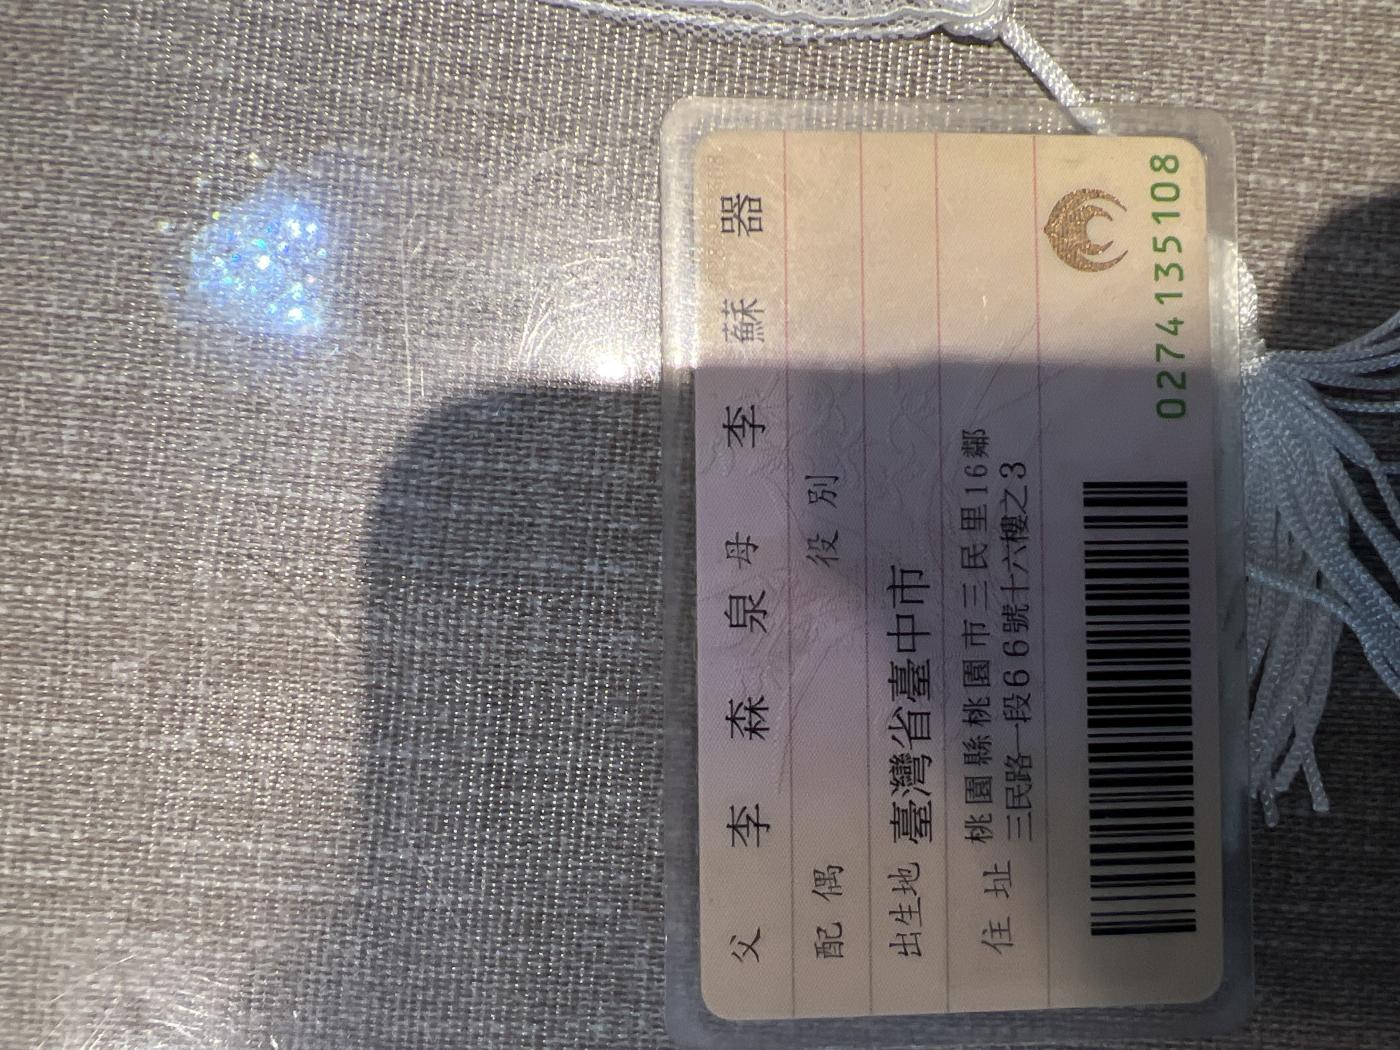 父 李 森 泉 母 李 蘇 器
配 偶 役 別
出生地 臺灣省臺中市
住 址 桃園縣桃園市三民里16鄰
三民路一段66號十六樓之3
0274135108